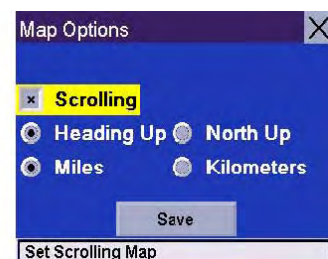 Map Options
Scrolling
Heading Up North Up
Miles Kilometers
Save
Set Scrolling Map